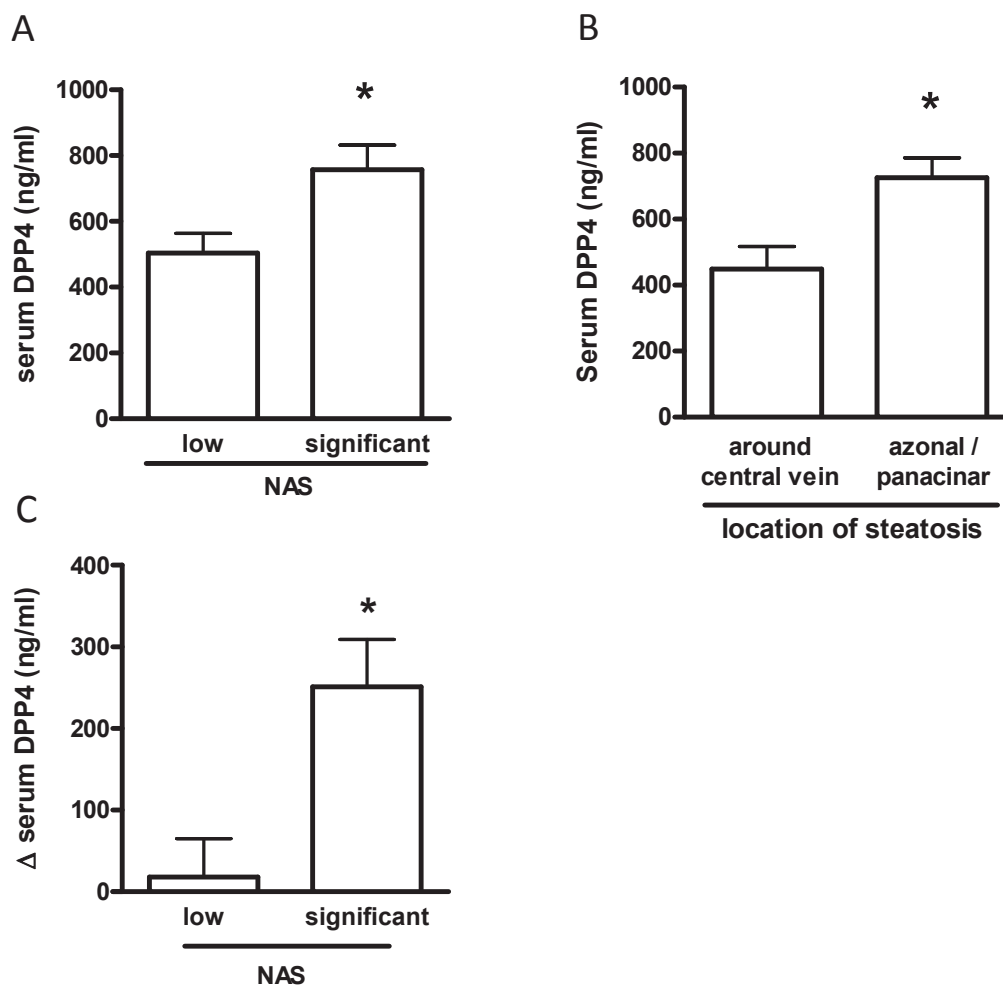 A
serum DPP4 (ng/ml)
1000
800
600
400
200
0
*
low significant
NAS
B
Serum DPP4 (ng/ml)
1000
800
600
400
200
0
*
around azonal /
central vein panacinar
location of steatosis
C
Δ serum DPP4 (ng/ml)
400
300
200
100
0
*
low significant
NAS